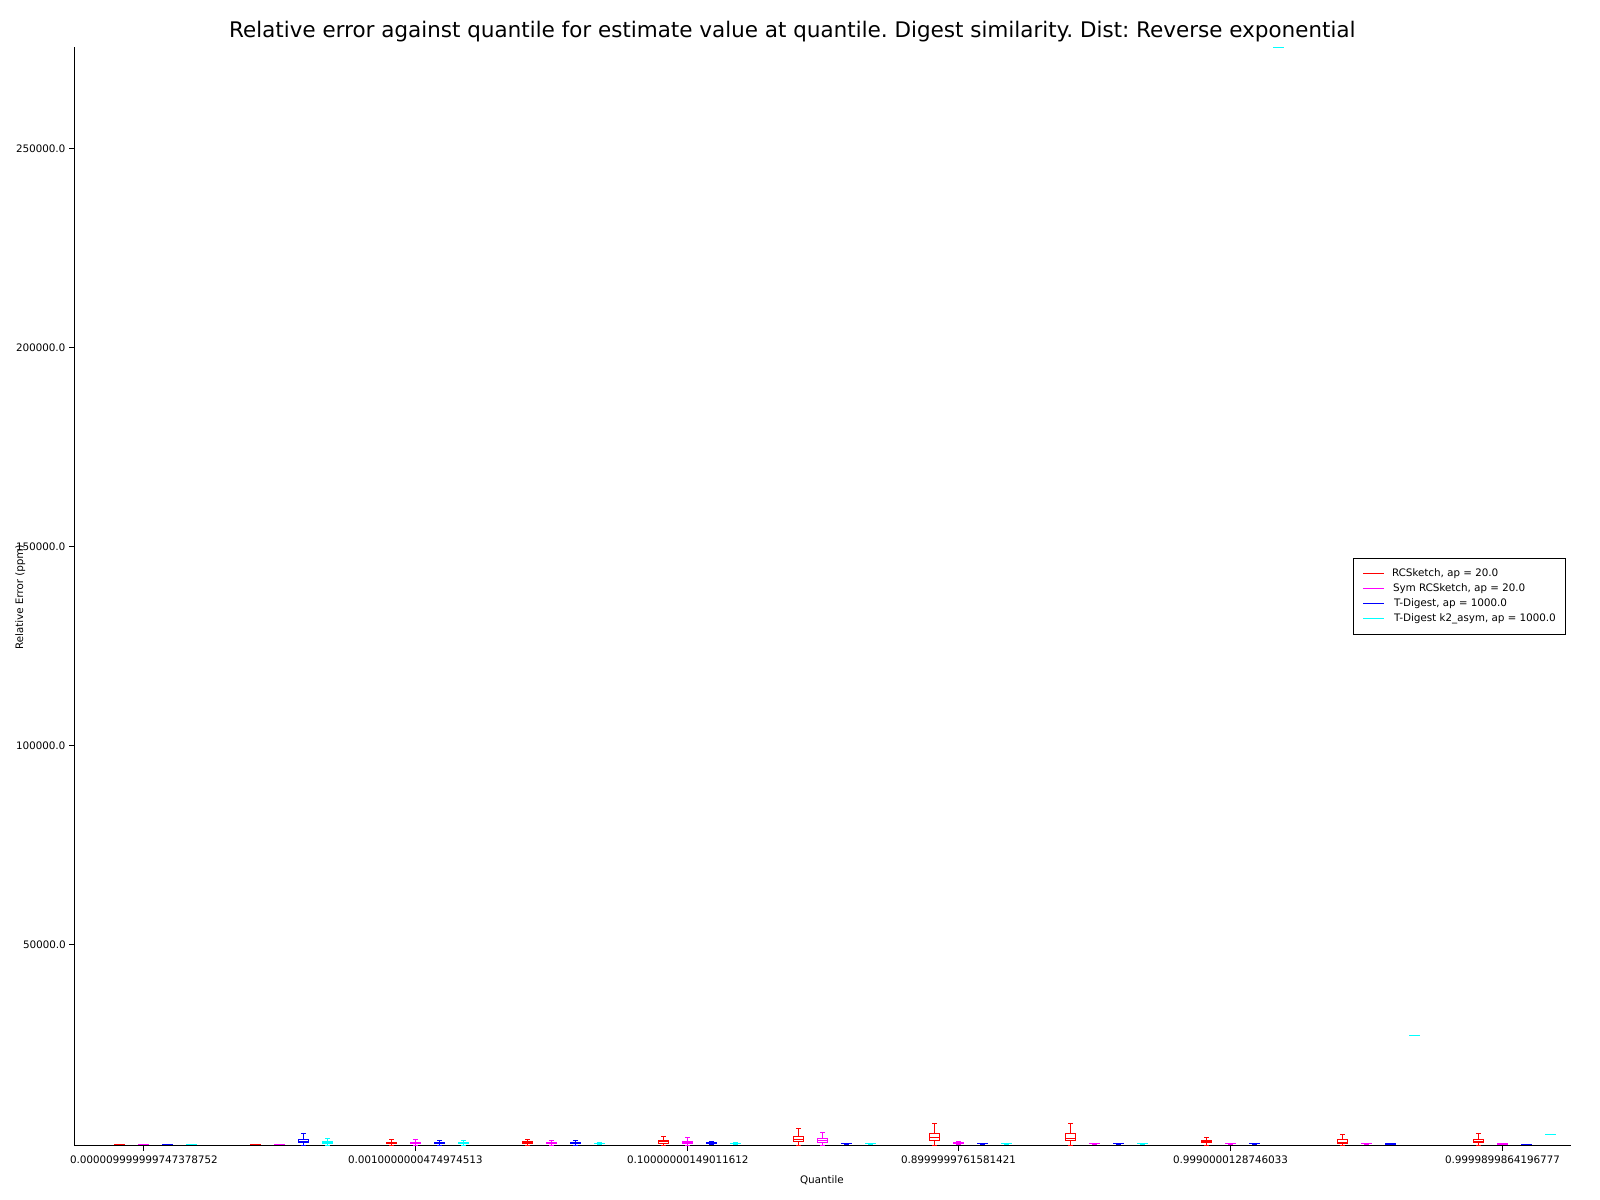 Relative error against quantile for estimate value at quantile. Digest similarity. Dist: Reverse exponential
250000.0
200000.0
150000.0
100000.0
50000.0
Relative Error (ppm)
RCSketch, ap = 20.0
Sym RCSketch, ap = 20.0
T-Digest, ap = 1000.0
T-Digest k2_asym, ap = 1000.0
0.0000099999999747378752 0.0010000000474974513 0.10000000149011612 0.8999999761581421 0.9990000128746033 0.9999899864196777
Quantile